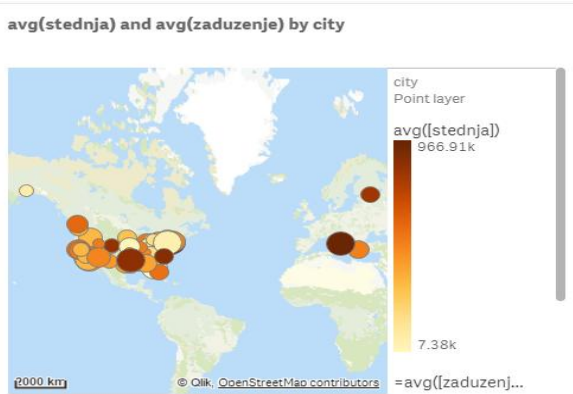 avg(stednja) and avg(zaduzenje) by city
city
Point layer
avg([stednja])
966.91k
7.38k
2000 km
© Qlik, OpenStreetMap contributors
=avg([zaduzenj...